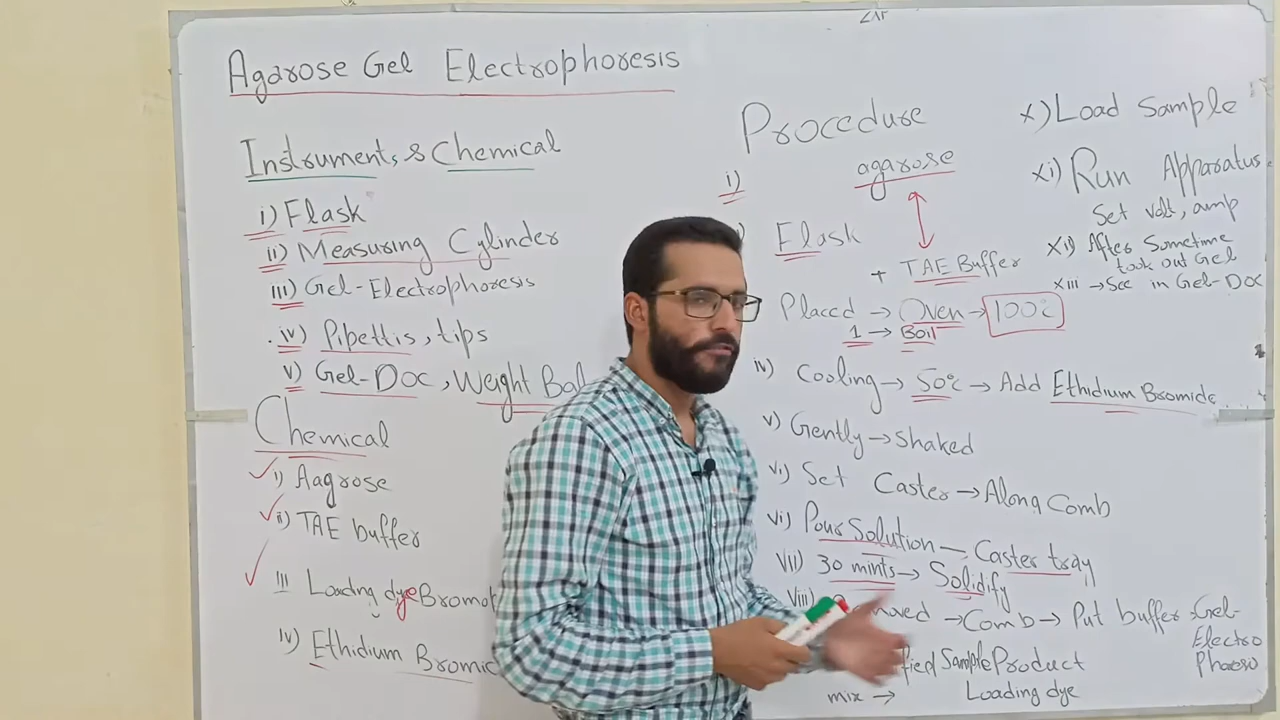 Agarose Gel Electrophoresis
Instruments & Chemical
i) Flask
ii) Measuring Cylinder
iii) Gel-Electrophoresis
iv) Pipettis, tips
v) Gel-DOC, Weight Bal
Chemical
i) Aagrose
ii) TAE buffer
III Loading dye Bromo
iv) Ethidium Bromid
Procedure
i) agarose
Flask
+ TAE Buffer
Placed → Oven → 100°c
1 → Boil
iv) Cooling → 50°c → Add Ethidium Bromide
v) Gently → Shaked
vi) Set Caster → Along Comb
vi) Pour Solution — Caster tray
VII) 30 mints → Solidify
Viii) moved → Comb → Put buffer Gel-
Electro
Phareso
fied Sample Product
mix → Loading dye
x) Load Sample
xi) Run Apparatus
Set volt, amp
XI) After Sometime
took out Gel
XIII → See in Gel-DOC